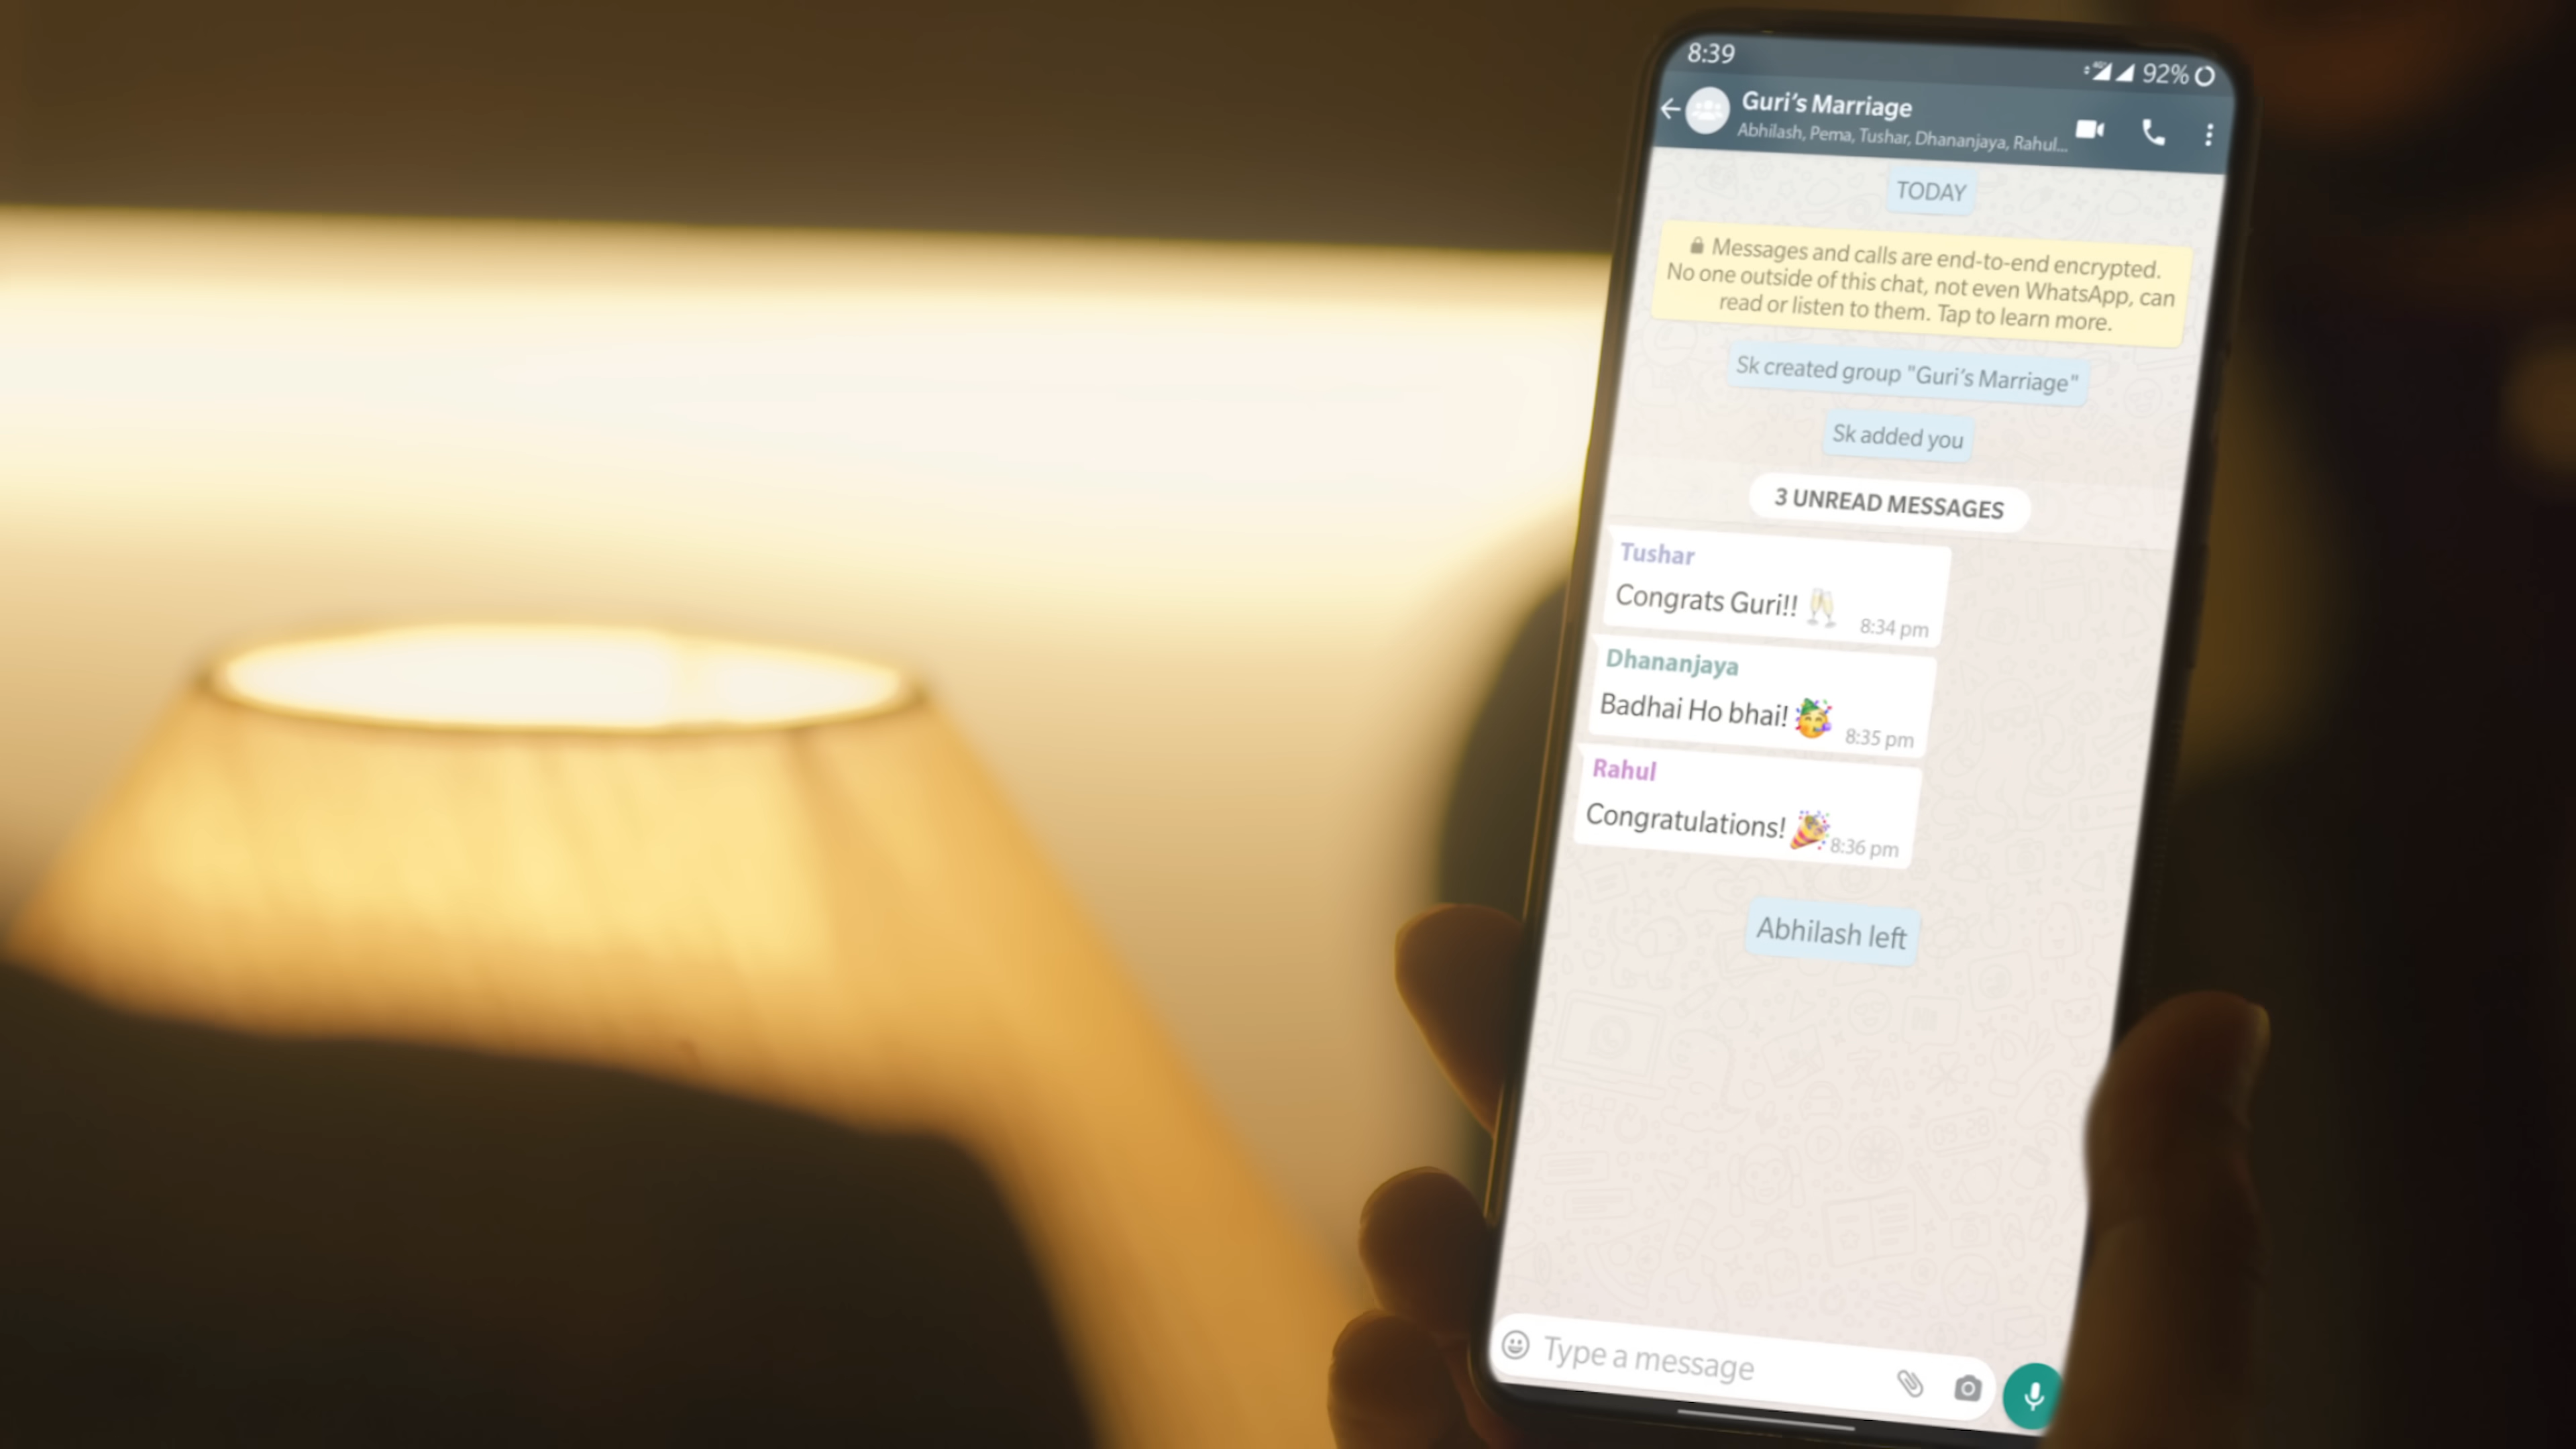 8:39
92%
Guri's Marriage
Abhilash, Pema, Tushar, Dhananjaya, Rahul...
TODAY
Messages and calls are end-to-end encrypted.
No one outside of this chat, not even WhatsApp, can
read or listen to them. Tap to learn more.
Sk created group "Guri's Marriage"
Sk added you
3 UNREAD MESSAGES
Tushar
Congrats Guri!! 🥂
8:34 pm
Dhananjaya
Badhai Ho bhai! 🥳
8:35 pm
Rahul
Congratulations! 🎉
8:36 pm
Abhilash left
Type a message